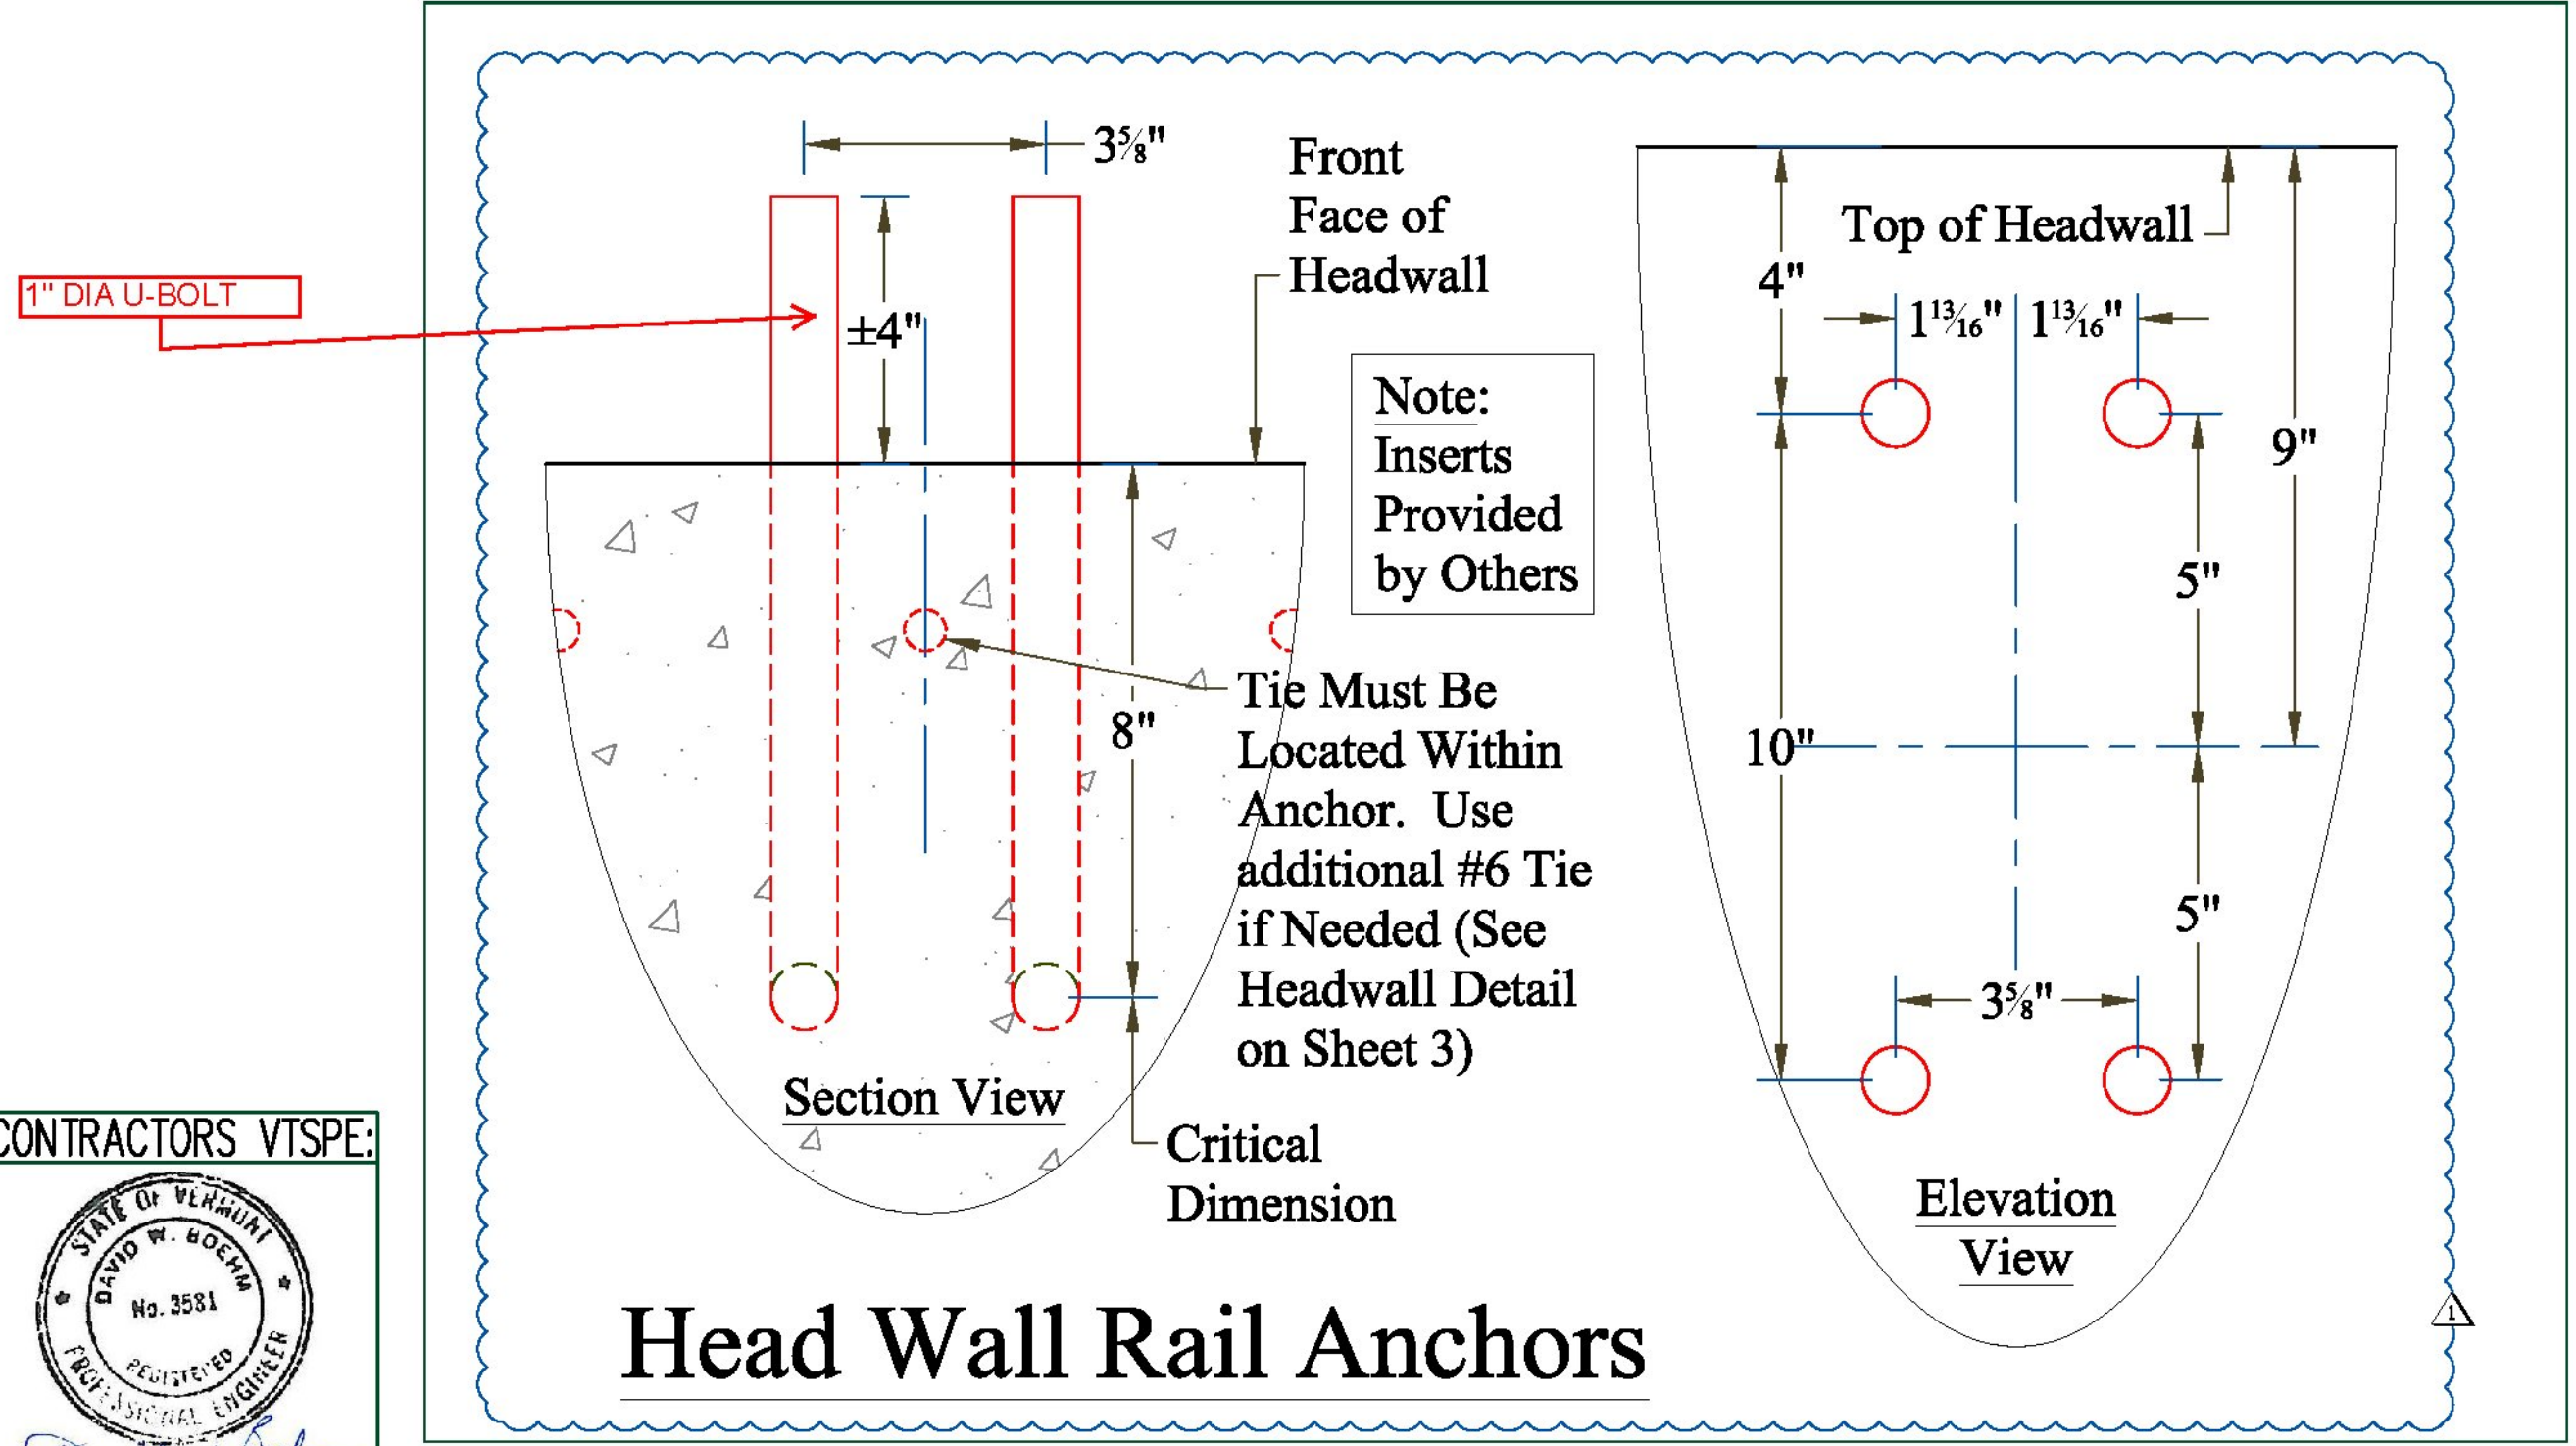 3⅝"
Front
Face of
Headwall
1" DIA U-BOLT
±4"
Note:
Inserts
Provided
by Others
Tie Must Be
Located Within
Anchor. Use
additional #6 Tie
if Needed (See
Headwall Detail
on Sheet 3)
8"
Critical
Dimension
Section View
Top of Headwall
4"
1 13/16" 1 13/16"
9"
5"
10"
5"
3⅝"
Elevation
View
1
Head Wall Rail Anchors
CONTRACTORS VTSPE:
STATE OF VERMONT
DAVID W. BOEHM
No. 3581
REGISTERED
PROFESSIONAL ENGINEER